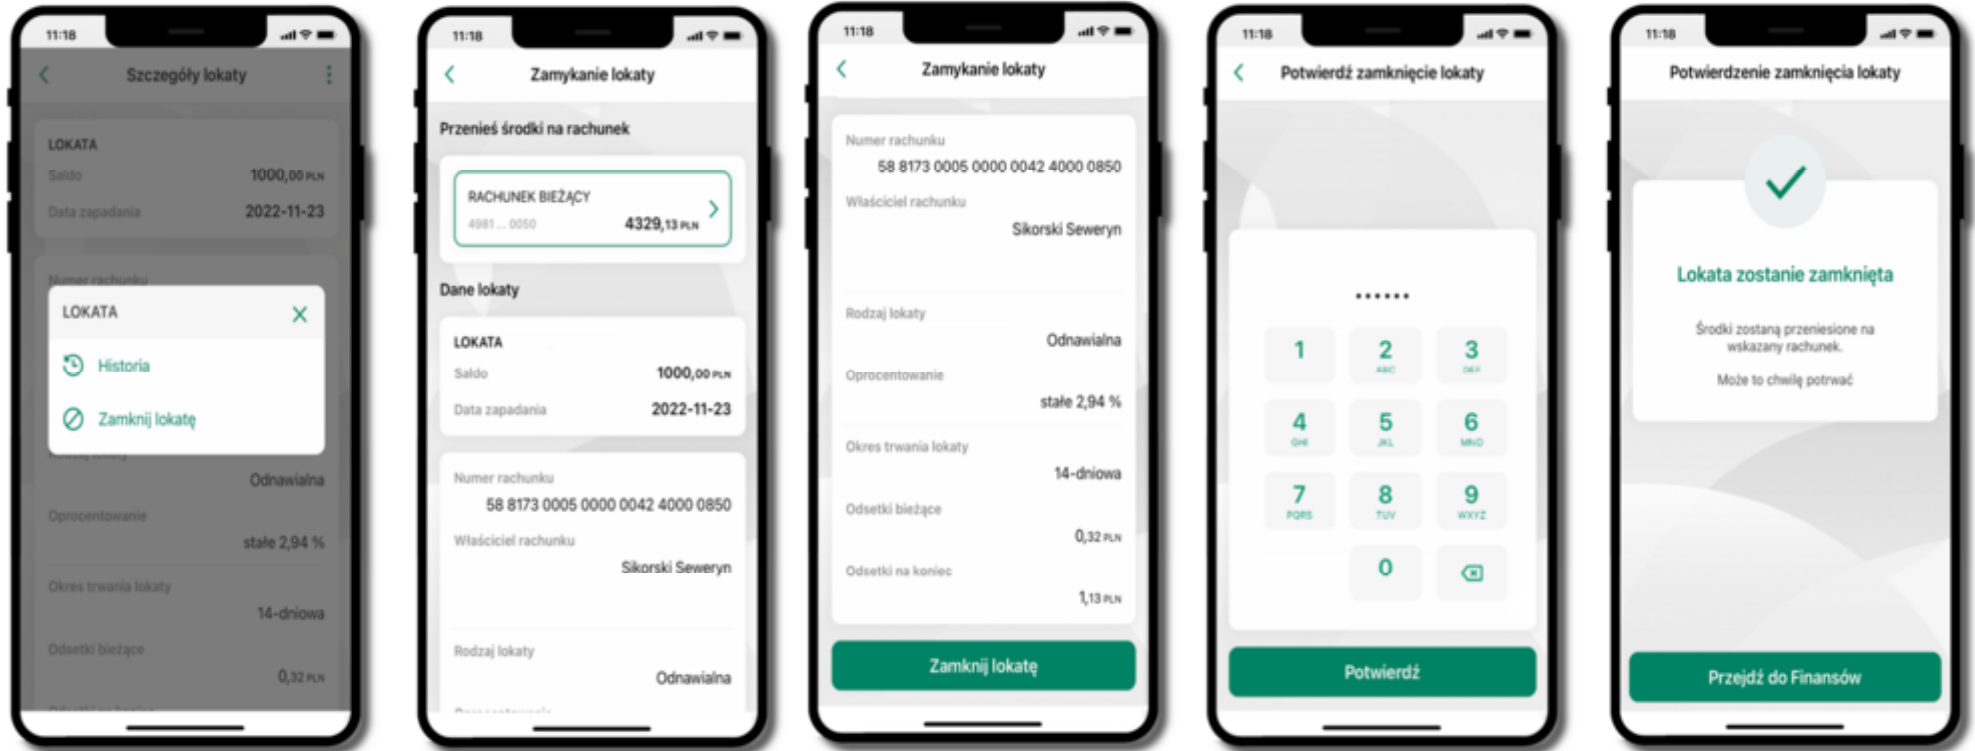 11:18
Szczegóły lokaty
LOKATA
Saldo
1000,00 PLN
Data zapadania
2022-11-23
Numer rachunku
LOKATA
Historia
Zamknij lokatę
Rodzaj lokaty
Odnawialna
Oprocentowanie
stałe 2,94 %
Okres trwania lokaty
14-dniowa
Odsetki bieżące
0,32 PLN
Odsetki na koniec
11:18
Zamykanie lokaty
Przenieś środki na rachunek
RACHUNEK BIEŻĄCY
4981 ... 0050
4329,13 PLN
Dane lokaty
LOKATA
Saldo
1000,00 PLN
Data zapadania
2022-11-23
Numer rachunku
58 8173 0005 0000 0042 4000 0850
Właściciel rachunku
Sikorski Seweryn
Rodzaj lokaty
Odnawialna
Oprocentowanie
11:18
Zamykanie lokaty
Numer rachunku
58 8173 0005 0000 0042 4000 0850
Właściciel rachunku
Sikorski Seweryn
Rodzaj lokaty
Odnawialna
Oprocentowanie
stałe 2,94 %
Okres trwania lokaty
14-dniowa
Odsetki bieżące
0,32 PLN
Odsetki na koniec
1,13 PLN
Zamknij lokatę
11:18
Potwierdź zamknięcie lokaty
1 2 3
ABC DEF
4 5 6
GHI JKL MNO
7 8 9
PQRS TUV WXYZ
0
Potwierdź
11:18
Potwierdzenie zamknięcia lokaty
Lokata zostanie zamknięta
Środki zostaną przeniesione na
wskazany rachunek.
Może to chwilę potrwać
Przejdź do Finansów